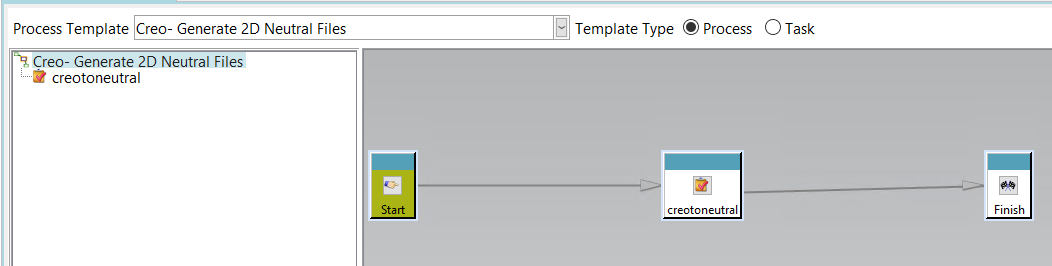 Process Template Creo- Generate 2D Neutral Files Template Type Process Task
Creo- Generate 2D Neutral Files
creotoneutral
Start
creotoneutral
Finish